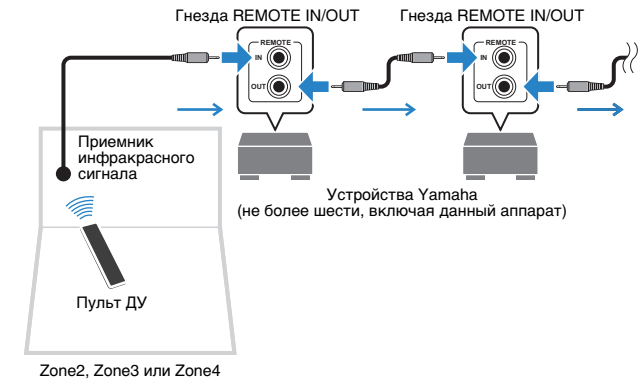 Гнезда REMOTE IN/OUT
Гнезда REMOTE IN/OUT
REMOTE
IN
OUT
REMOTE
IN
OUT
Приемник
инфракрасного
сигнала
Устройства Yamaha
(не более шести, включая данный аппарат)
Пульт ДУ
Zone2, Zone3 или Zone4